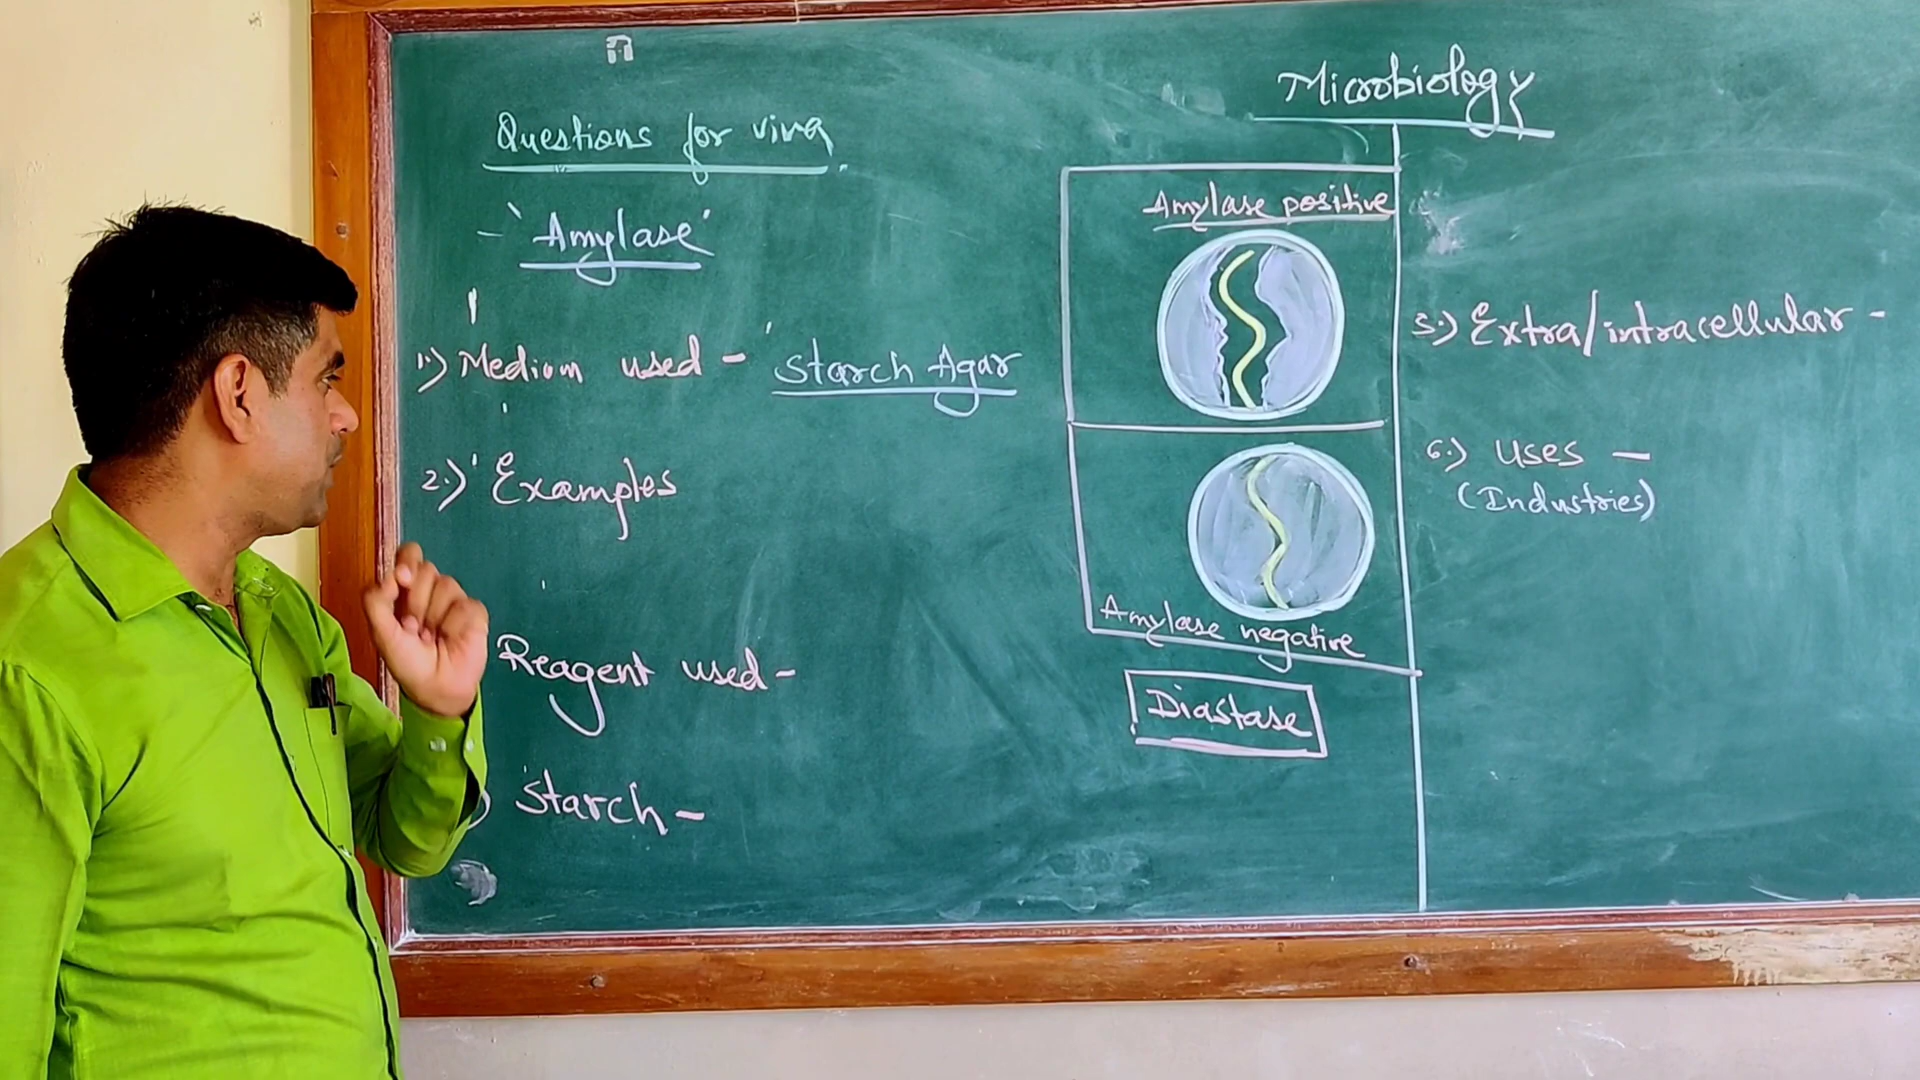 Microbiology
Questions for viva
- 'Amylase'
1.) Medium used - 'Starch Agar
2.) Examples
Reagent used-
) Starch-
Amylase positive
Amylase negative
Diastase
5.) Extra/intracellular -
6.) Uses -
(Industries)